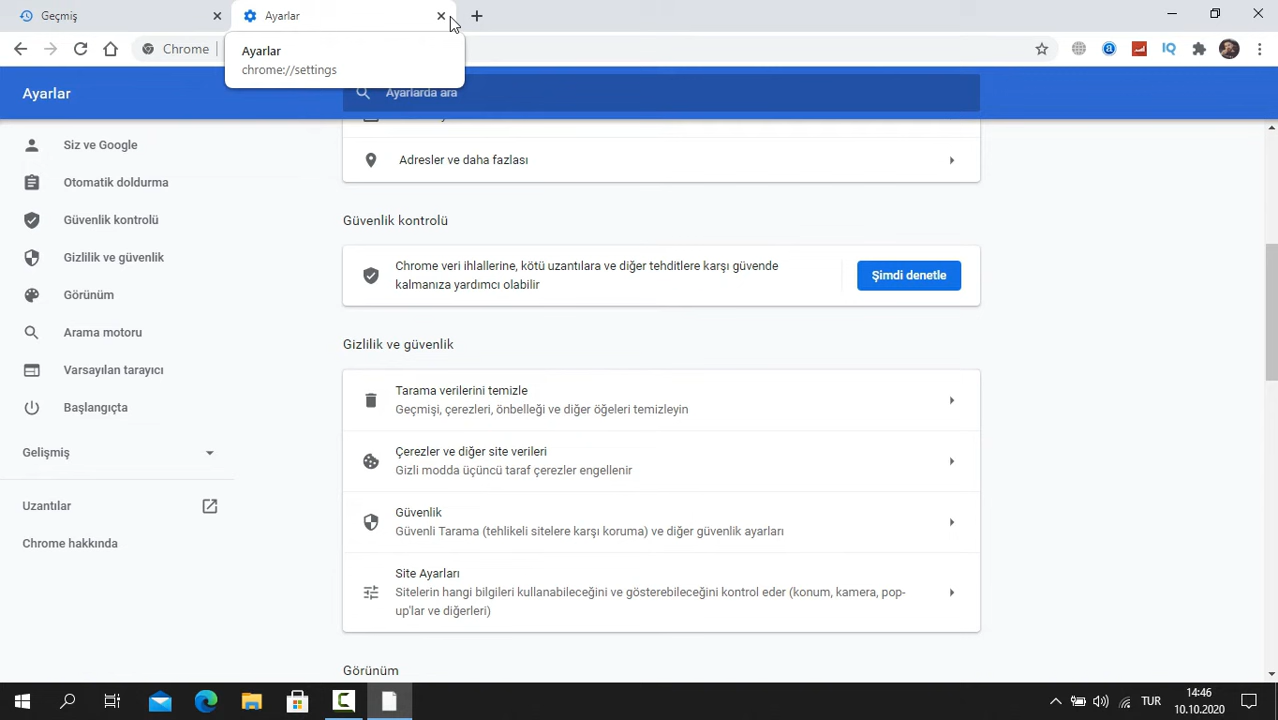 Geçmiş
Ayarlar
Chrome
Ayarlar
chrome://settings
Ayarlar
Ayarlarda ara
Siz ve Google
Otomatik doldurma
Güvenlik kontrolü
Gizlilik ve güvenlik
Görünüm
Arama motoru
Varsayılan tarayıcı
Başlangıçta
Gelişmiş
Uzantılar
Chrome hakkında
Adresler ve daha fazlası
Güvenlik kontrolü
Chrome veri ihlallerine, kötü uzantılara ve diğer tehditlere karşı güvende
kalmanıza yardımcı olabilir
Şimdi denetle
Gizlilik ve güvenlik
Tarama verilerini temizle
Geçmişi, çerezleri, önbelleği ve diğer öğeleri temizleyin
Çerezler ve diğer site verileri
Gizli modda üçüncü taraf çerezler engellenir
Güvenlik
Güvenli Tarama (tehlikeli sitelere karşı koruma) ve diğer güvenlik ayarları
Site Ayarları
Sitelerin hangi bilgileri kullanabileceğini ve gösterebileceğini kontrol eder (konum, kamera, pop-
up'lar ve diğerleri)
Görünüm
IQ
TUR
14:46
10.10.2020